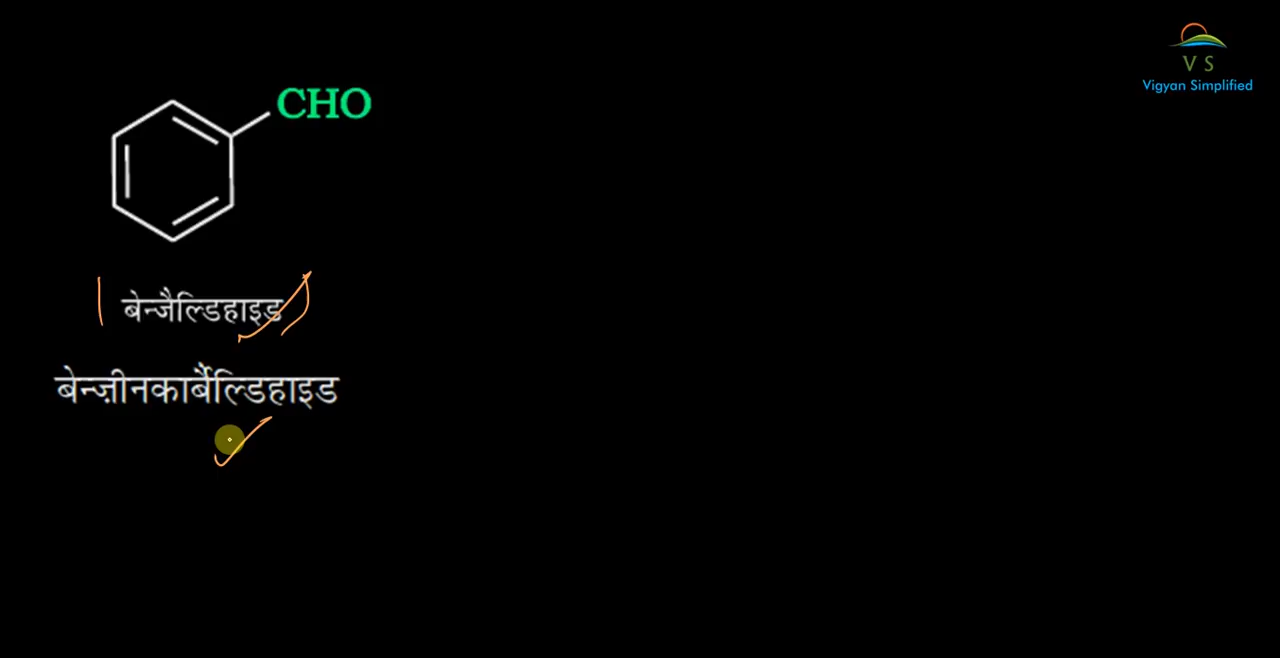 CHO
V S
Vigyan Simplified
बेन्जैल्डिहाइड
बेन्ज़ीनकार्बैल्डिहाइड